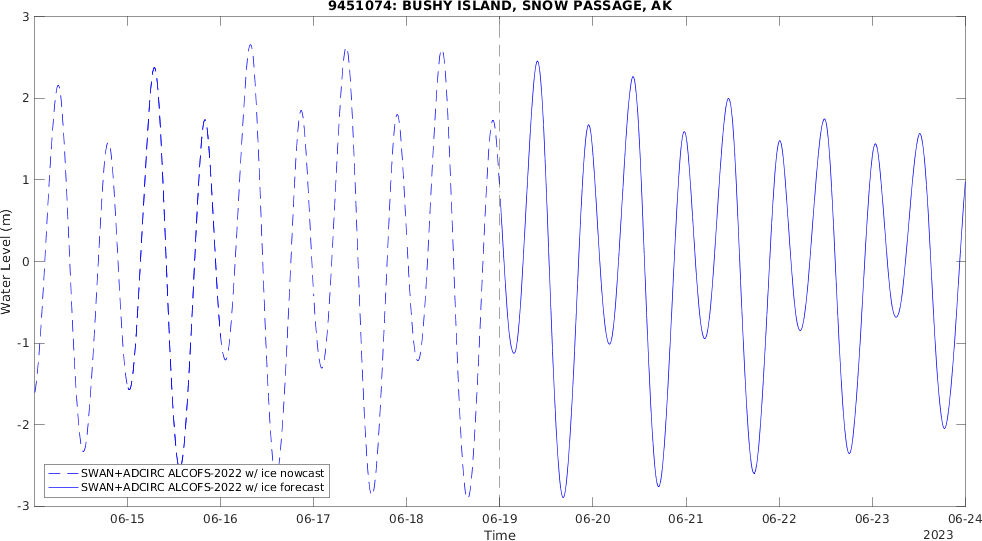 9451074: BUSHY ISLAND, SNOW PASSAGE, AK
3
2
1
0
-1
-2
-3
Water Level (m)
SWAN+ADCIRC ALCOFS-2022 w/ ice nowcast
SWAN+ADCIRC ALCOFS-2022 w/ ice forecast
06-15 06-16 06-17 06-18 06-19 06-20 06-21 06-22 06-23 06-24
Time
2023